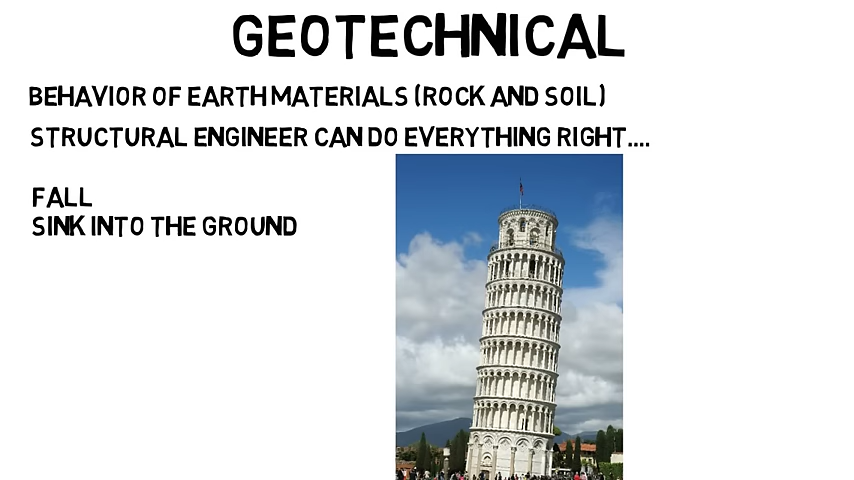 GEOTECHNICAL
BEHAVIOR OF EARTH MATERIALS (ROCK AND SOIL)
STRUCTURAL ENGINEER CAN DO EVERYTHING RIGHT....
FALL
SINK INTO THE GROUND